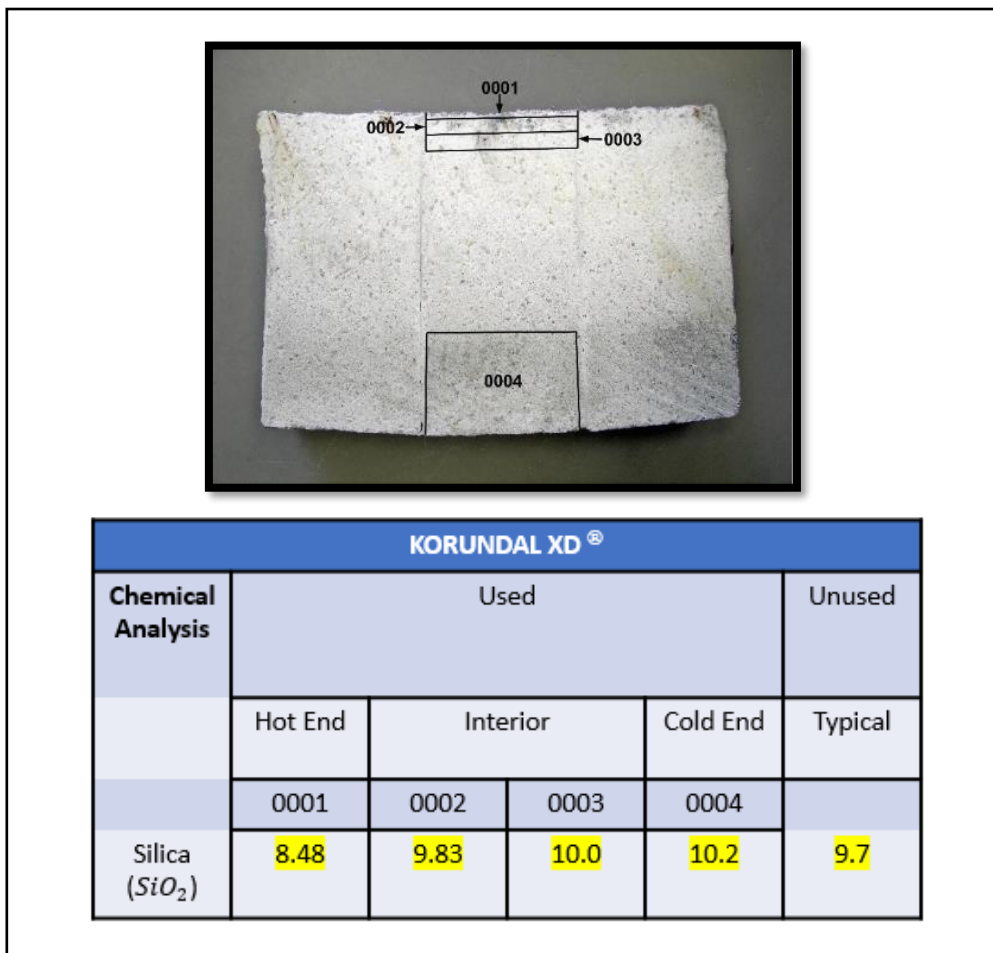 0001
0002
0003
0004
KORUNDAL XD ®
Chemical
Analysis
Used
Unused
Hot End
Interior
Cold End
Typical
0001
0002
0003
0004
Silica
(SiO₂)
8.48
9.83
10.0
10.2
9.7